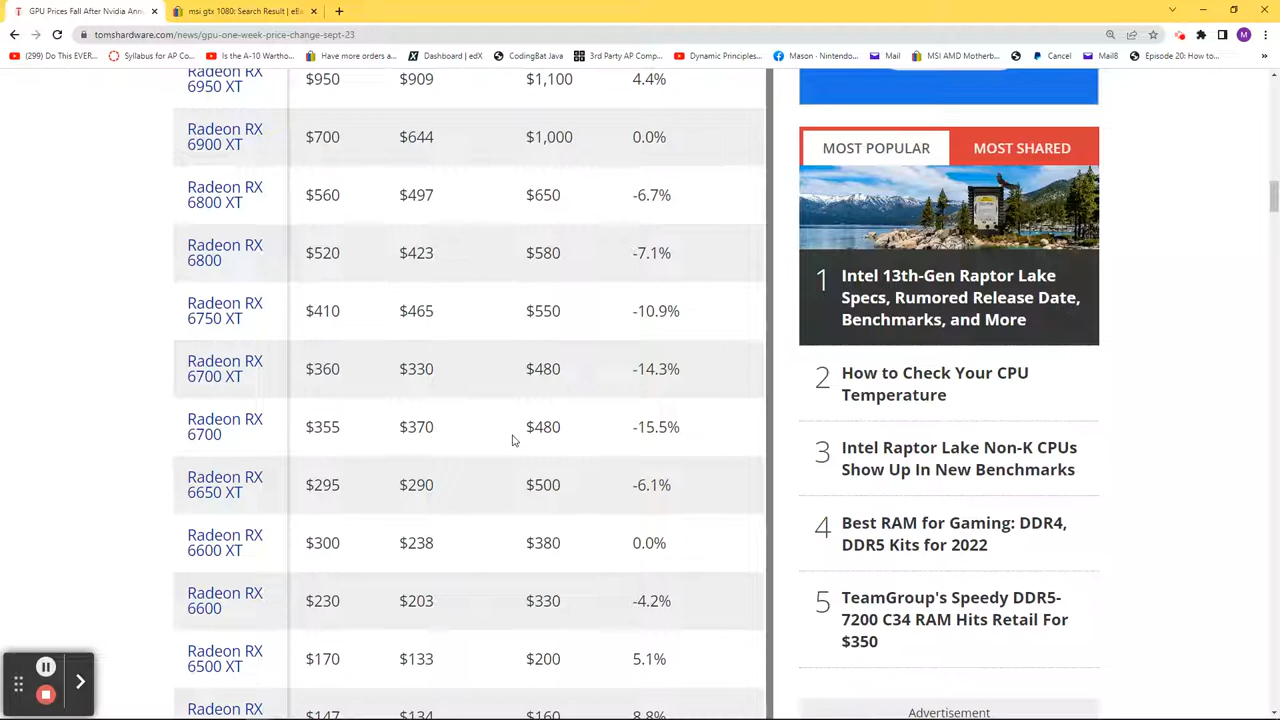 GPU Prices Fall After Nvidia Anno
msi gtx 1080: Search Result | eBa
tomshardware.com/news/gpu-one-week-price-change-sept-23
M
(299) Do This EVER...
Syllabus for AP Co...
Is the A-10 Wartho...
Have more orders a...
Dashboard | edX
CodingBat Java
3rd Party AP Comp...
Dynamic Principles...
Mason - Nintendo...
Mail
MSI AMD Motherb...
Cancel
Mail8
Episode 20: How to...
»
Radeon RX
6950 XT
$950 $909 $1,100 4.4%
Radeon RX
6900 XT
$700 $644 $1,000 0.0%
Radeon RX
6800 XT
$560 $497 $650 -6.7%
Radeon RX
6800
$520 $423 $580 -7.1%
Radeon RX
6750 XT
$410 $465 $550 -10.9%
Radeon RX
6700 XT
$360 $330 $480 -14.3%
Radeon RX
6700
$355 $370 $480 -15.5%
Radeon RX
6650 XT
$295 $290 $500 -6.1%
Radeon RX
6600 XT
$300 $238 $380 0.0%
Radeon RX
6600
$230 $203 $330 -4.2%
Radeon RX
6500 XT
$170 $133 $200 5.1%
Radeon RX
$147 $134 $160 8.8%
MOST POPULAR
MOST SHARED
1
Intel 13th-Gen Raptor Lake
Specs, Rumored Release Date,
Benchmarks, and More
2
How to Check Your CPU
Temperature
3
Intel Raptor Lake Non-K CPUs
Show Up In New Benchmarks
4
Best RAM for Gaming: DDR4,
DDR5 Kits for 2022
5
TeamGroup's Speedy DDR5-
7200 C34 RAM Hits Retail For
$350
Advertisement